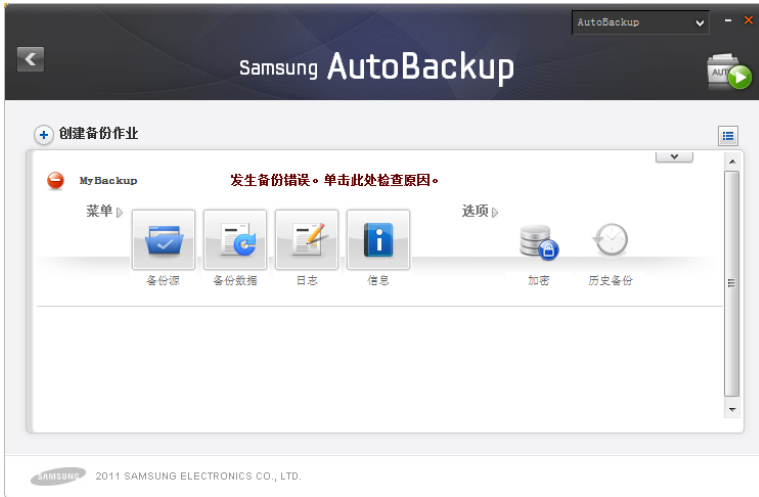 AutoBackup
samsung AutoBackup
AUTO
创建备份作业
MyBackup
发生备份错误。单击此处检查原因。
菜单
选项
备份源
备份数据
日志
信息
加密
历史备份
SAMSUNG
2011 SAMSUNG ELECTRONICS CO., LTD.